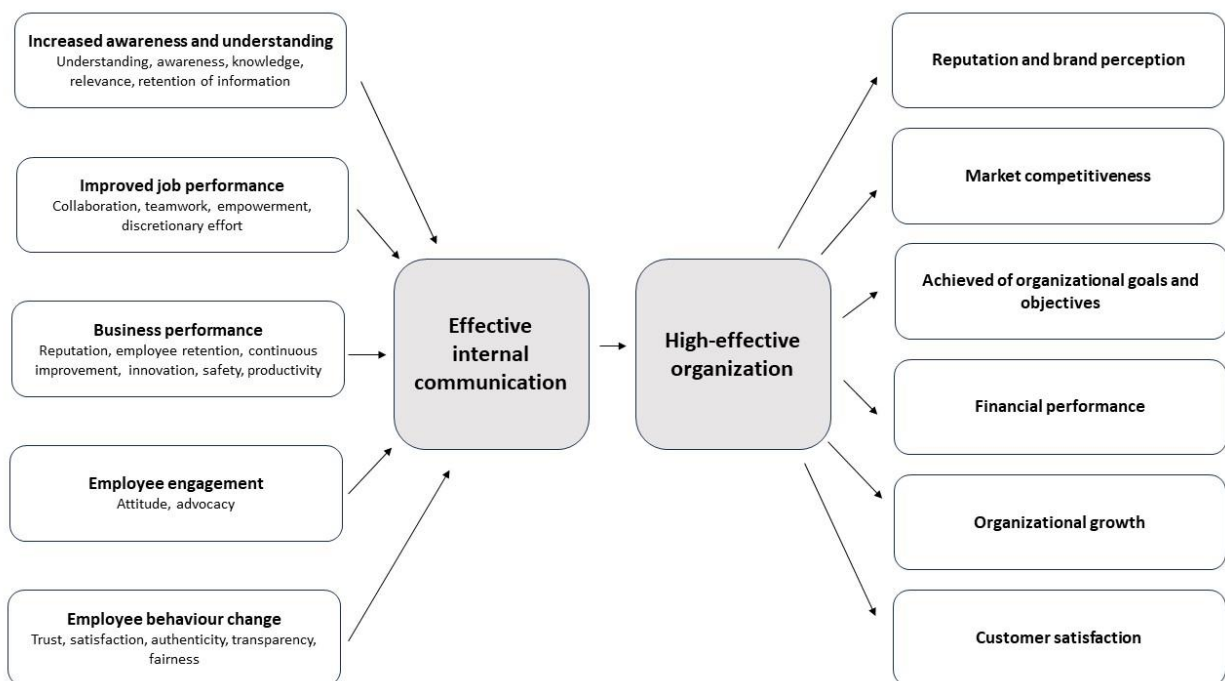 Increased awareness and understanding
Understanding, awareness, knowledge,
relevance, retention of information
Improved job performance
Collaboration, teamwork, empowerment,
discretionary effort
Business performance
Reputation, employee retention, continuous
improvement, innovation, safety, productivity
Employee engagement
Attitude, advocacy
Employee behaviour change
Trust, satisfaction, authenticity, transparency,
fairness
Effective
internal
communication
High-effective
organization
Reputation and brand perception
Market competitiveness
Achieved of organizational goals and
objectives
Financial performance
Organizational growth
Customer satisfaction